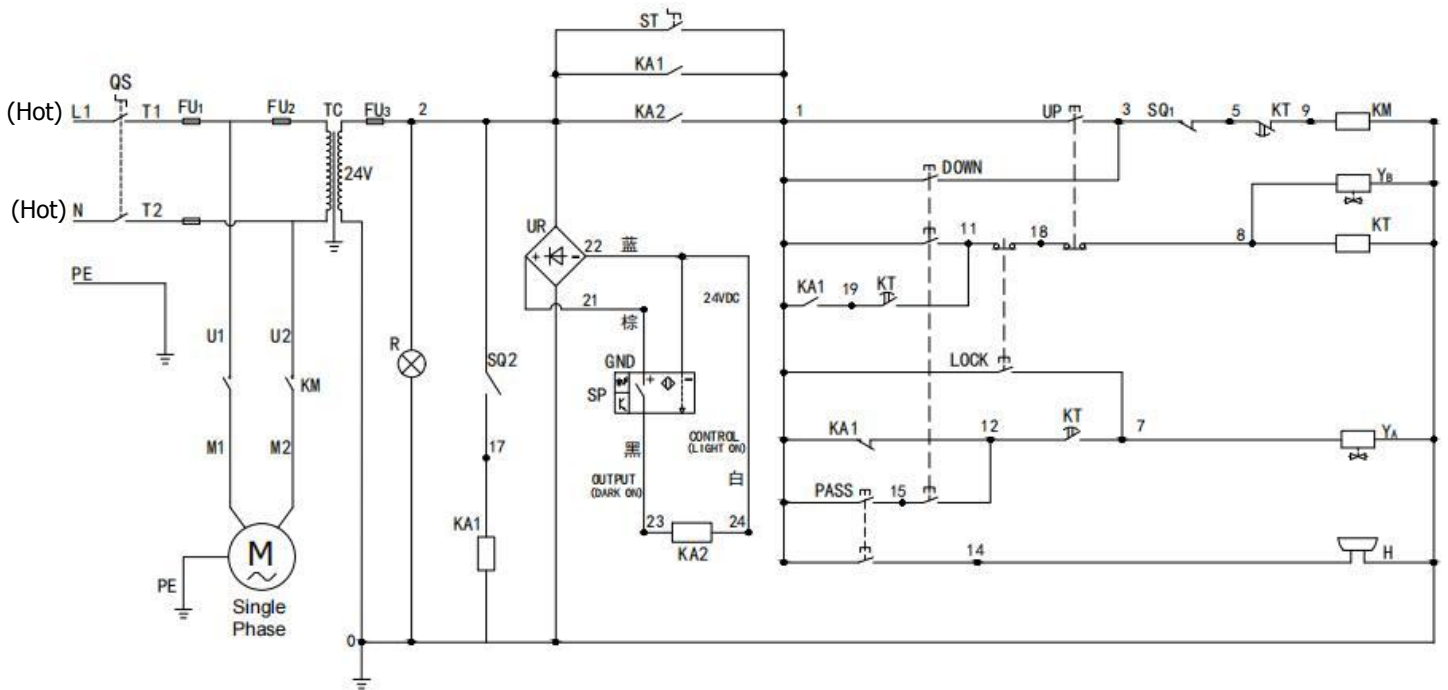 ST
KA1
QS
(Hot) L1 T1 FU1 FU2 TC FU3 2 KA2 1 UP 3 SQ1 5 KT 9 KM
24V
DOWN
YB
(Hot) N T2
UR 11 18 8 KT
22 蓝
PE
21 24VDC KA1 19 KT
棕
U1 U2 R SQ2 GND LOCK
KM SP
KT
KA1 12 7 YA
M1 M2 17 黑 CONTROL
(LIGHT ON)
OUTPUT
(DARK ON)
白
PASS 15
KA1 23 24
KA2
14 H
M
PE
Single
Phase
0